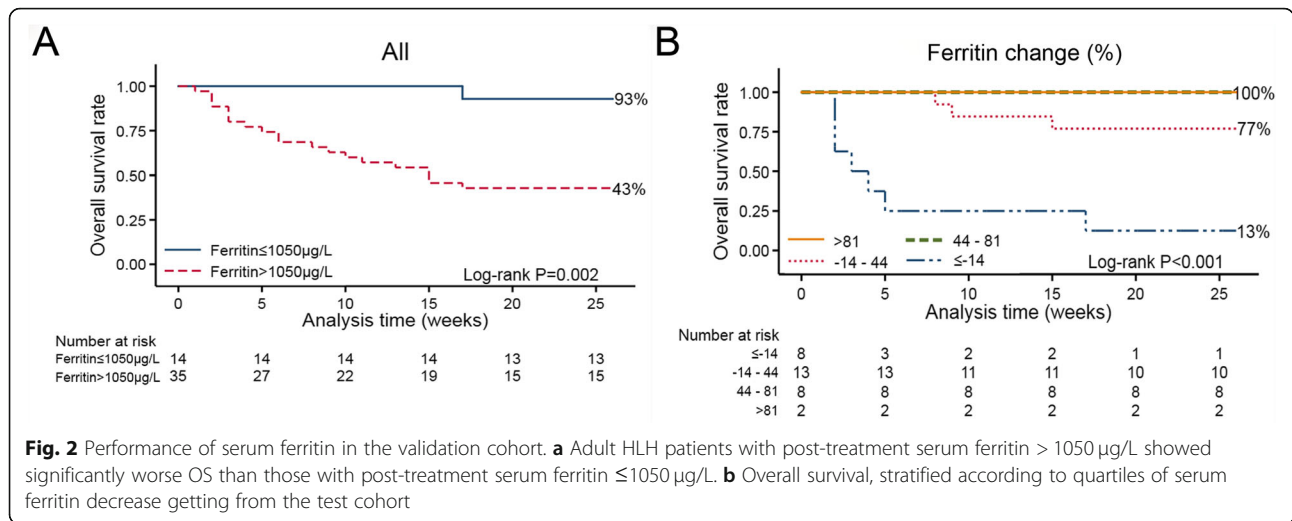 A
All
Overall survival rate
1.00
0.75
0.50
0.25
0.00
93%
43%
Ferritin≤1050μg/L
Ferritin>1050μg/L
Log-rank P=0.002
0 5 10 15 20 25
Analysis time (weeks)
Number at risk
Ferritin≤1050μg/L 14 14 14 14 13 13
Ferritin>1050μg/L 35 27 22 19 15 15
B
Ferritin change (%)
Overall survival rate
1.00
0.75
0.50
0.25
0.00
100%
77%
13%
>81 44 - 81
-14 - 44 ≤-14
Log-rank P<0.001
0 5 10 15 20 25
Analysis time (weeks)
Number at risk
≤-14 8 3 2 2 1 1
-14 - 44 13 13 11 11 10 10
44 - 81 8 8 8 8 8 8
>81 2 2 2 2 2 2
Fig. 2 Performance of serum ferritin in the validation cohort. a Adult HLH patients with post-treatment serum ferritin > 1050 μg/L showed
significantly worse OS than those with post-treatment serum ferritin ≤1050 μg/L. b Overall survival, stratified according to quartiles of serum
ferritin decrease getting from the test cohort